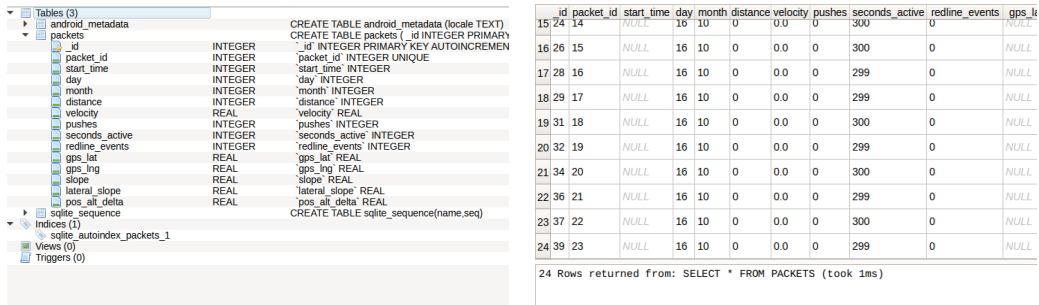 Tables (3)
android_metadata CREATE TABLE android_metadata (locale TEXT)
packets CREATE TABLE packets ( _id INTEGER PRIMARY
_id INTEGER `_id` INTEGER PRIMARY KEY AUTOINCREMEN
packet_id INTEGER `packet_id` INTEGER UNIQUE
start_time INTEGER `start_time` INTEGER
day INTEGER `day` INTEGER
month INTEGER `month` INTEGER
distance INTEGER `distance` INTEGER
velocity REAL `velocity` REAL
pushes INTEGER `pushes` INTEGER
seconds_active INTEGER `seconds_active` INTEGER
redline_events INTEGER `redline_events` INTEGER
gps_lat REAL `gps_lat` REAL
gps_lng REAL `gps_lng` REAL
slope REAL `slope` REAL
lateral_slope REAL `lateral_slope` REAL
pos_alt_delta REAL `pos_alt_delta` REAL
sqlite_sequence CREATE TABLE sqlite_sequence(name,seq)
Indices (1)
sqlite_autoindex_packets_1
Views (0)
Triggers (0)
_id packet_id start_time day month distance velocity pushes seconds_active redline_events gps_la
15 24 14 NULL 16 10 0 0.0 0 300 0 NULL
16 26 15 NULL 16 10 0 0.0 0 300 0 NULL
17 28 16 NULL 16 10 0 0.0 0 299 0 NULL
18 29 17 NULL 16 10 0 0.0 0 299 0 NULL
19 31 18 NULL 16 10 0 0.0 0 300 0 NULL
20 32 19 NULL 16 10 0 0.0 0 299 0 NULL
21 34 20 NULL 16 10 0 0.0 0 300 0 NULL
22 36 21 NULL 16 10 0 0.0 0 299 0 NULL
23 37 22 NULL 16 10 0 0.0 0 300 0 NULL
24 39 23 NULL 16 10 0 0.0 0 299 0 NULL
24 Rows returned from: SELECT * FROM PACKETS (took 1ms)